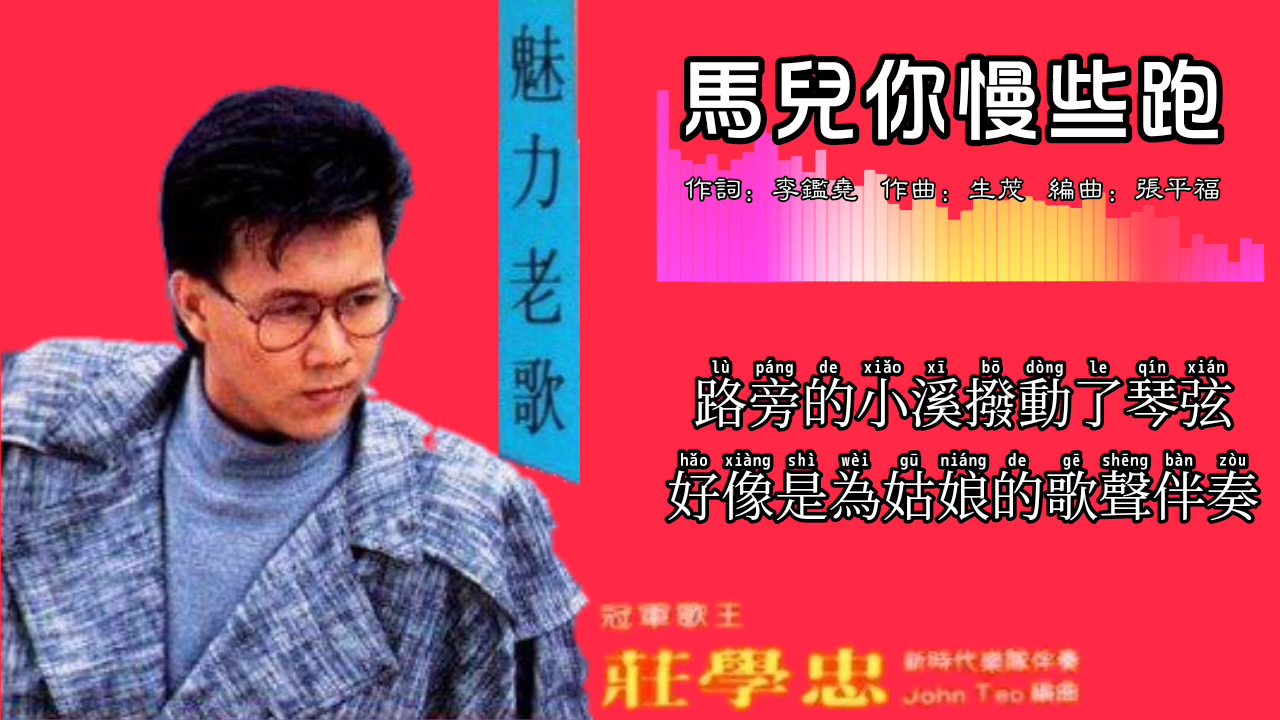 魅力老歌
馬兒你慢些跑
作詞：李鑑堯 作曲：生茂 編曲：張平福
lù páng de xiǎo xī bō dòng le qín xián
路旁的小溪撥動了琴弦
hǎo xiàng shì wèi gū niáng de gē shēng bàn zòu
好像是為姑娘的歌聲伴奏
冠軍歌王
莊學忠
新時代樂隊伴奏
John Teo 編曲